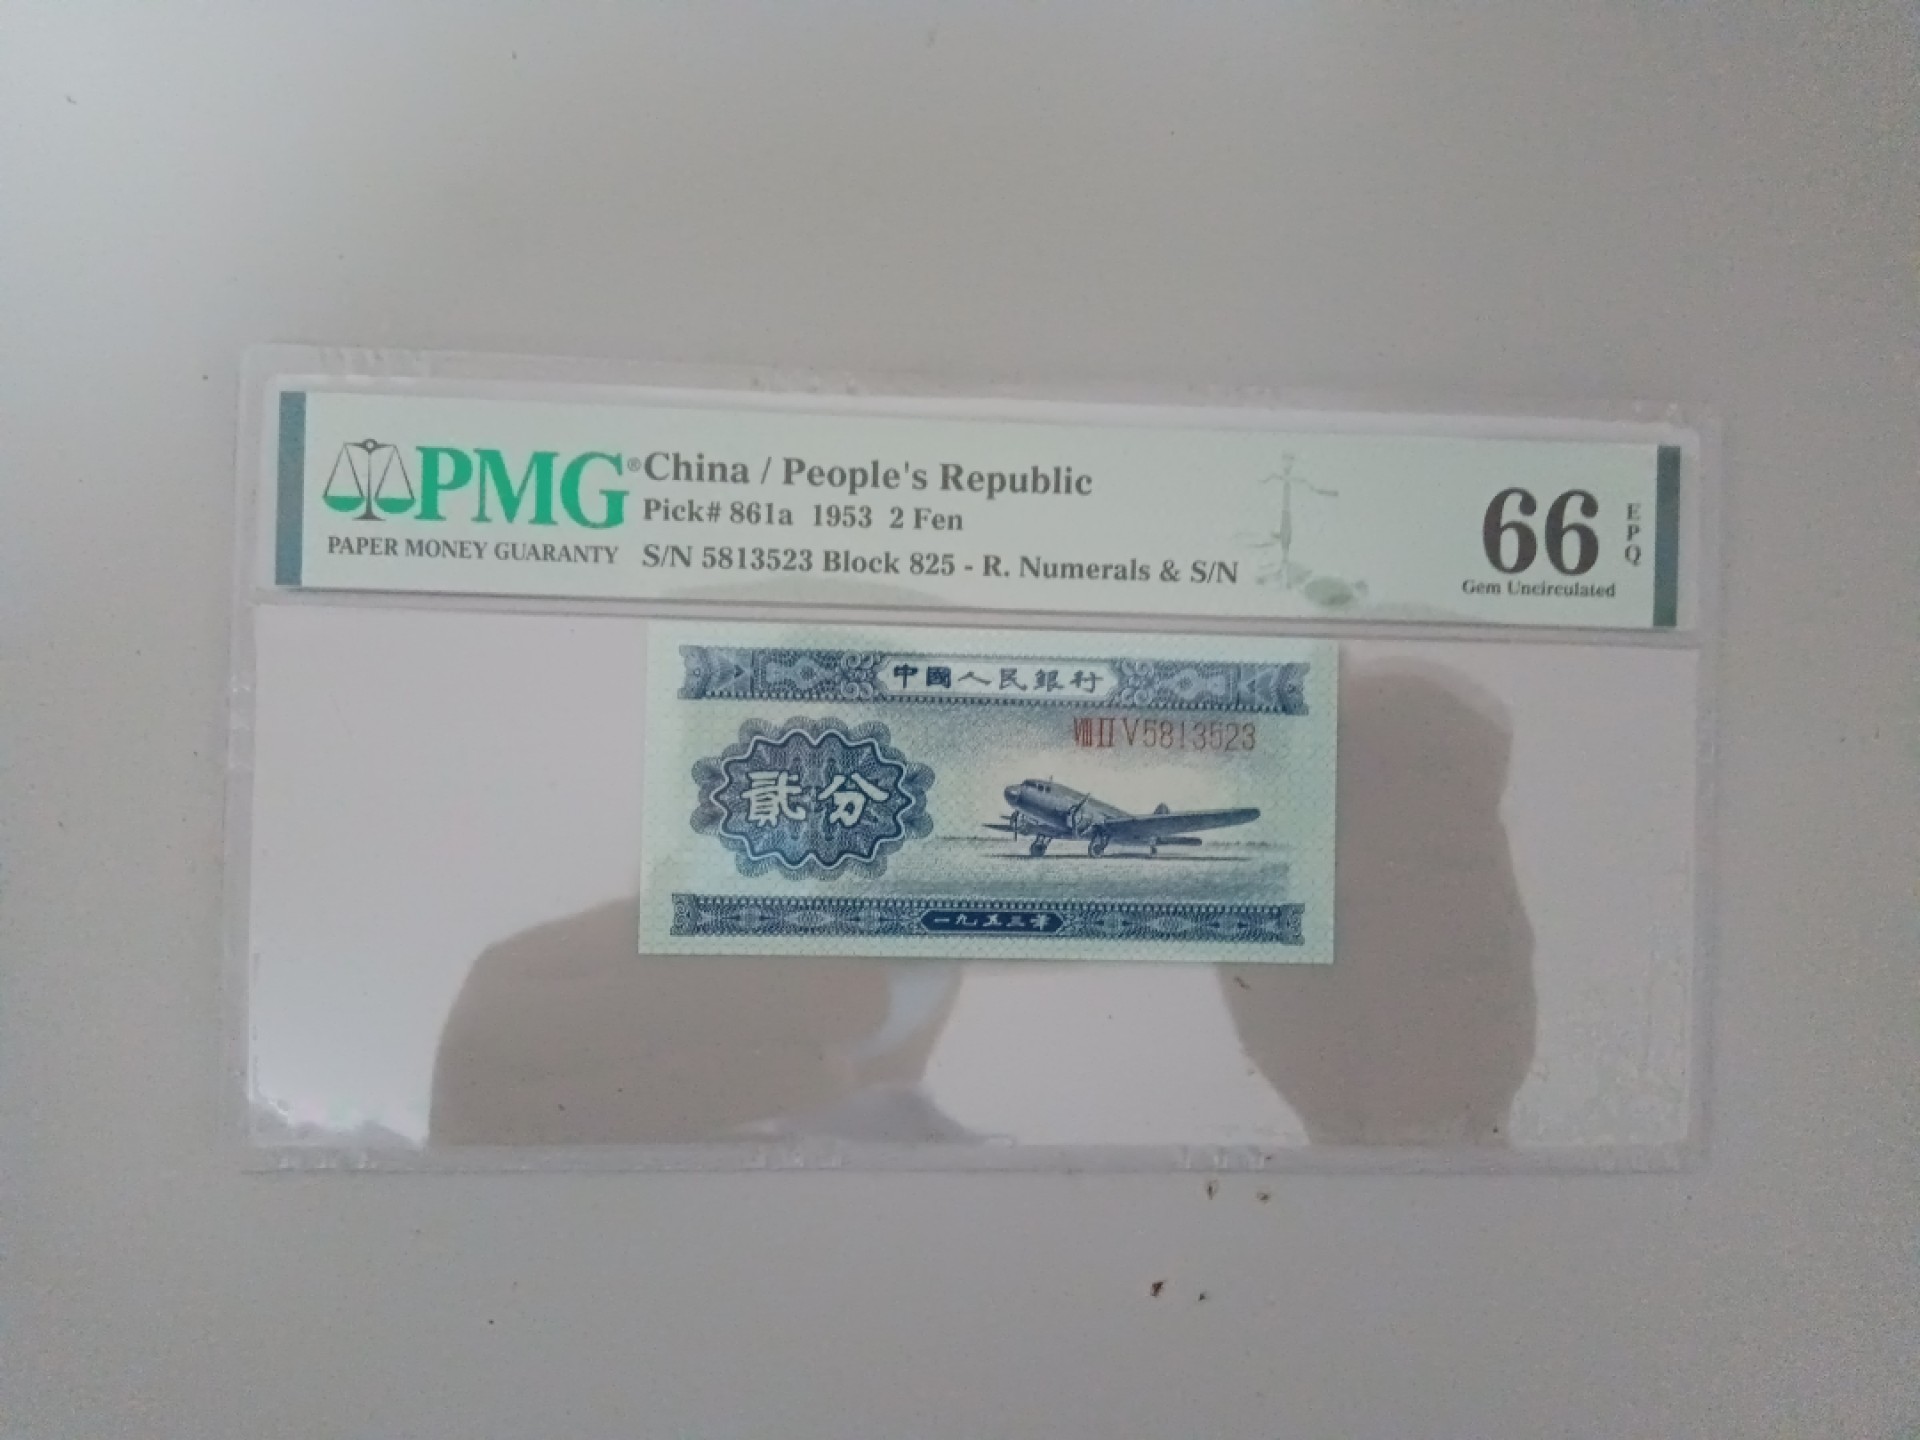 PMG®
PAPER MONEY GUARANTY
China / People's Republic
Pick# 861a 1953 2 Fen
S/N 5813523 Block 825 - R. Numerals & S/N
66
EPQ
Gem Uncirculated
中國人民銀行
VIII II V 5813523
貳分
一九五三年